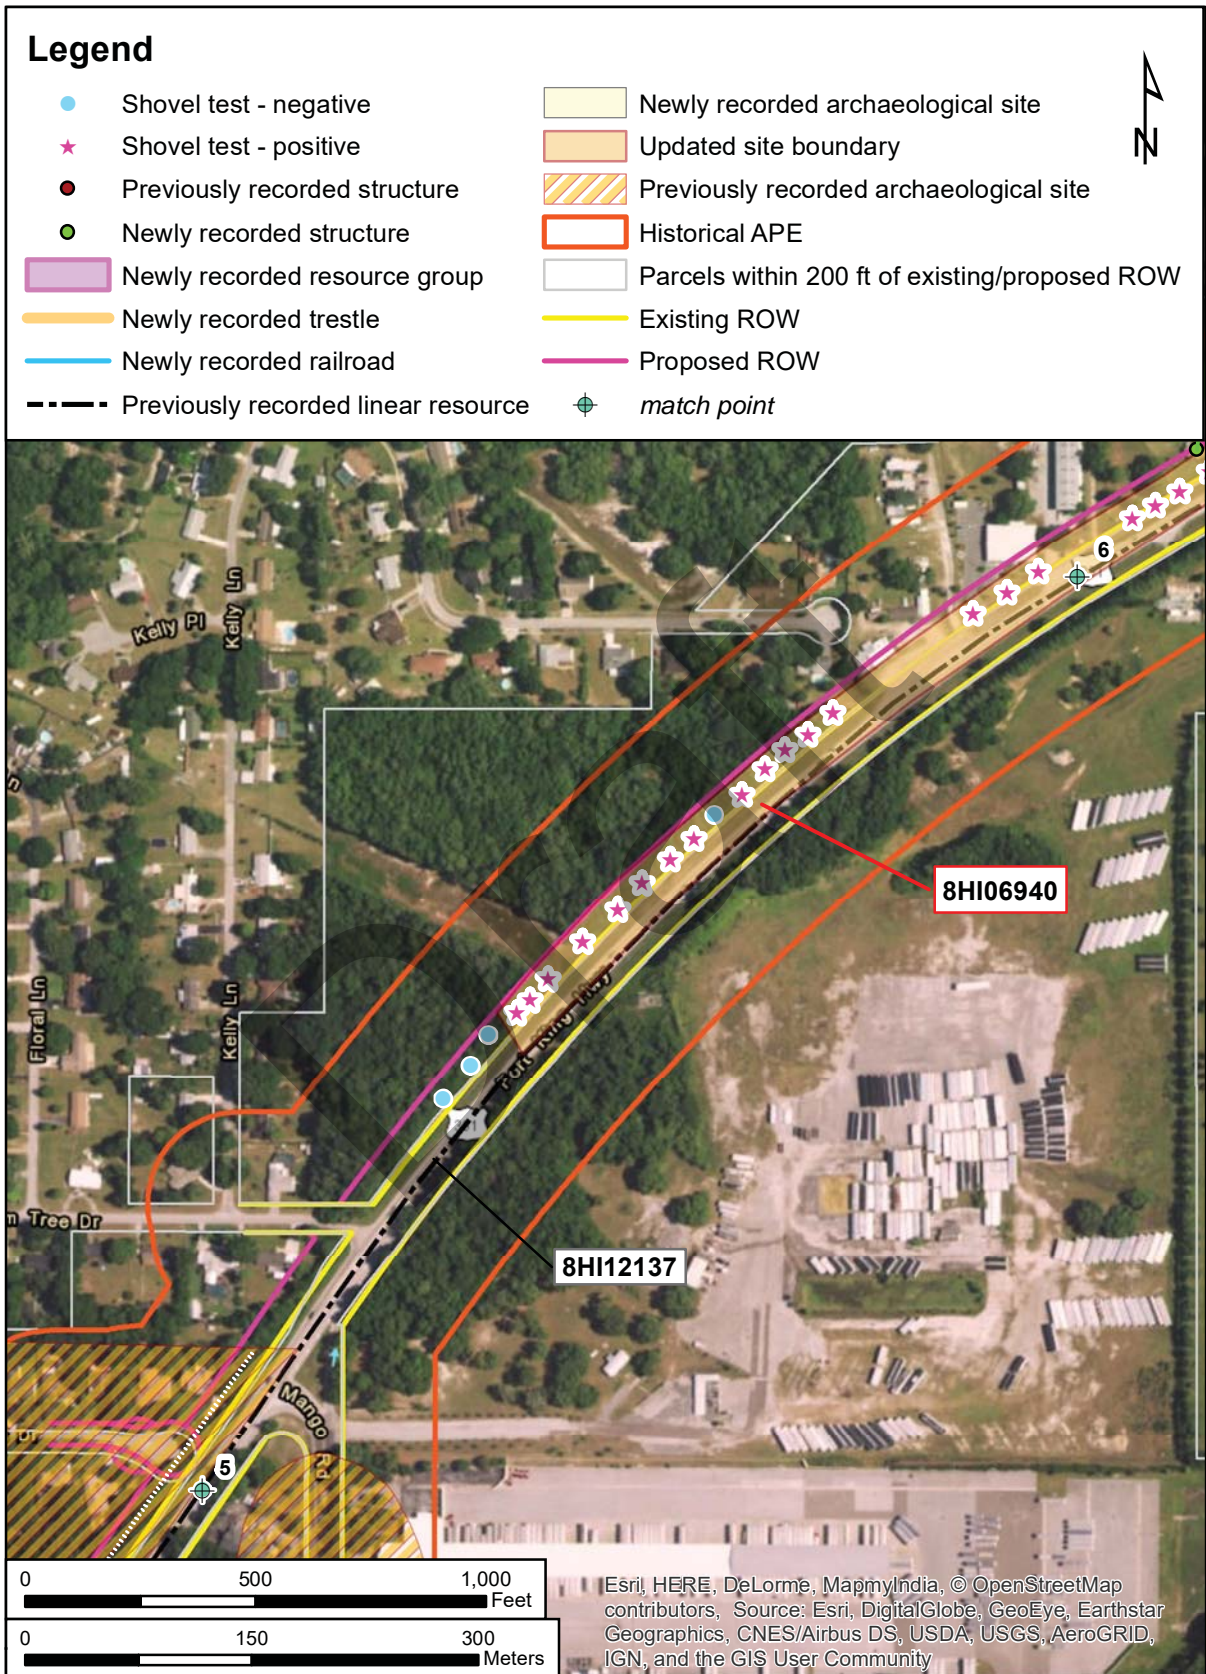 Legend
Shovel test - negative
Shovel test - positive
Previously recorded structure
Newly recorded structure
Newly recorded resource group
Newly recorded trestle
Newly recorded railroad
Previously recorded linear resource
Newly recorded archaeological site
Updated site boundary
Previously recorded archaeological site
Historical APE
Parcels within 200 ft of existing/proposed ROW
Existing ROW
Proposed ROW
match point
N
6
Kelly Pl
Kelly Ln
8HI06940
Floral Ln
Kelly Ln
Fort King Hwy
Tree Dr
8HI12137
Mango Rd
5
DRAFT
0 500 1,000
Feet
0 150 300
Meters
Esri, HERE, DeLorme, MapmyIndia, © OpenStreetMap
contributors, Source: Esri, DigitalGlobe, GeoEye, Earthstar
Geographics, CNES/Airbus DS, USDA, USGS, AeroGRID,
IGN, and the GIS User Community